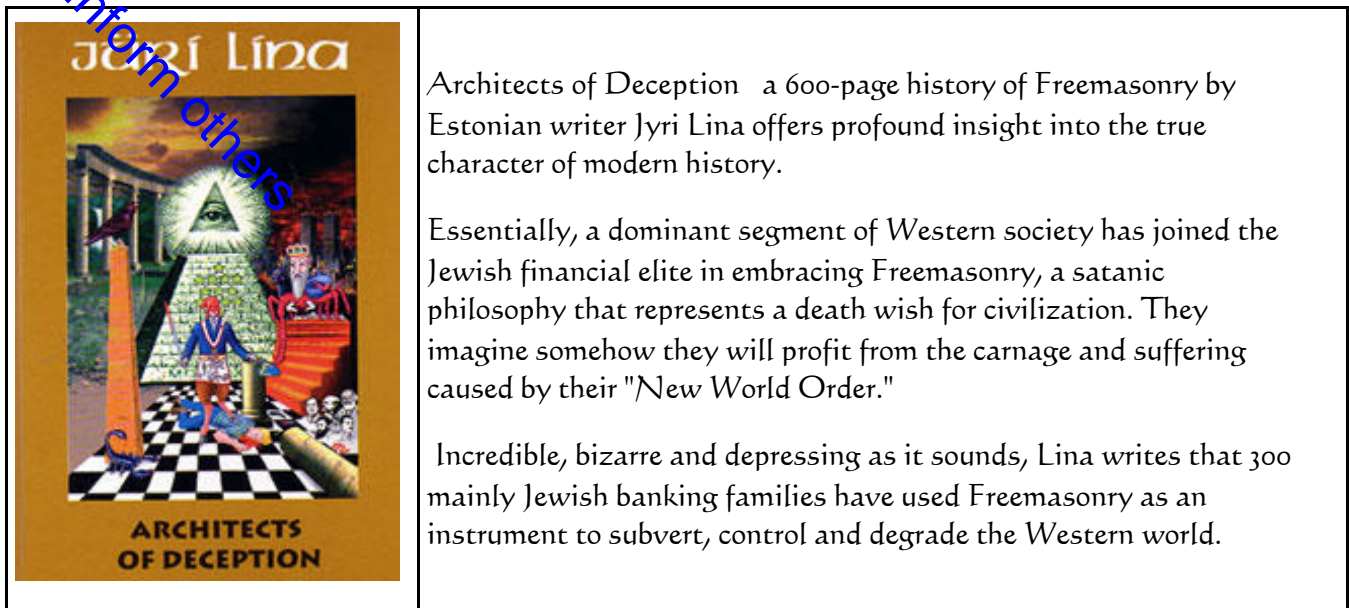 inform others
Jüri Lina
ARCHITECTS
OF DECEPTION
Architects of Deception a 600-page history of Freemasonry by
Estonian writer Jyri Lina offers profound insight into the true
character of modern history.
Essentially, a dominant segment of Western society has joined the
Jewish financial elite in embracing Freemasonry, a satanic
philosophy that represents a death wish for civilization. They
imagine somehow they will profit from the carnage and suffering
caused by their "New World Order."
Incredible, bizarre and depressing as it sounds, Lina writes that 300
mainly Jewish banking families have used Freemasonry as an
instrument to subvert, control and degrade the Western world.